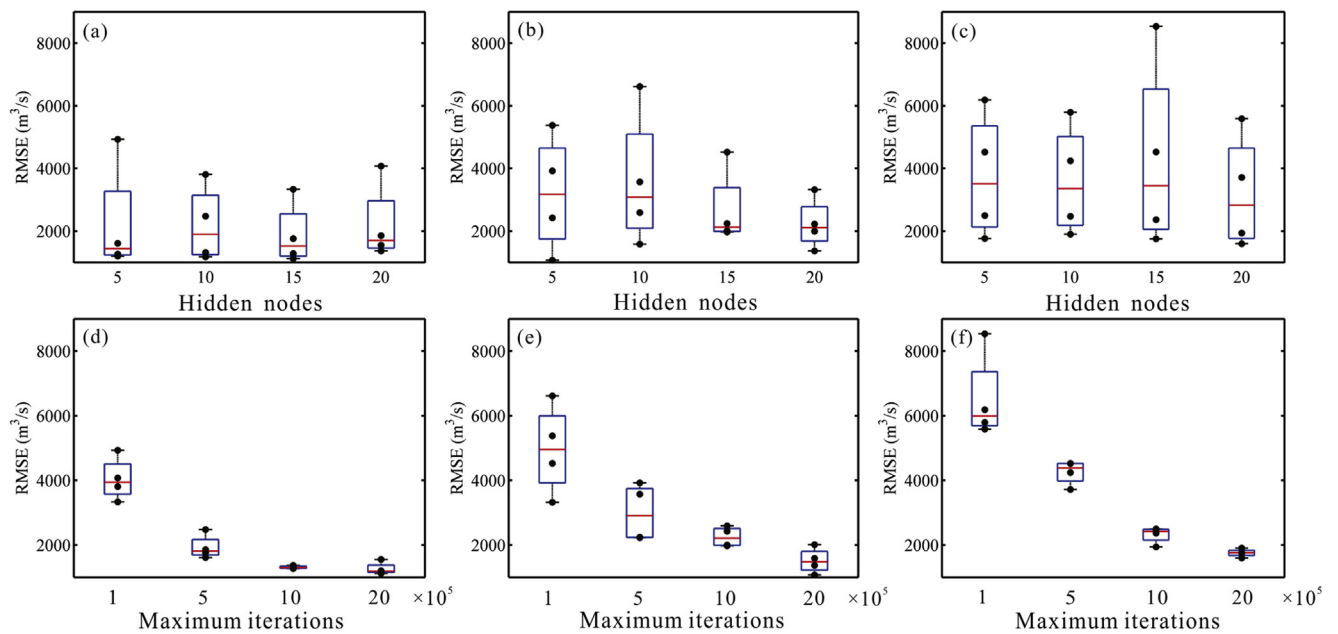 (a)
8000
6000
4000
2000
RMSE (m³/s)
5 10 15 20
Hidden nodes
(b)
8000
6000
4000
2000
RMSE (m³/s)
5 10 15 20
Hidden nodes
(c)
8000
6000
4000
2000
RMSE (m³/s)
5 10 15 20
Hidden nodes
(d)
8000
6000
4000
2000
RMSE (m³/s)
1 5 10 20 ×10⁵
Maximum iterations
(e)
8000
6000
4000
2000
RMSE (m³/s)
1 5 10 20 ×10⁵
Maximum iterations
(f)
8000
6000
4000
2000
RMSE (m³/s)
1 5 10 20 ×10⁵
Maximum iterations